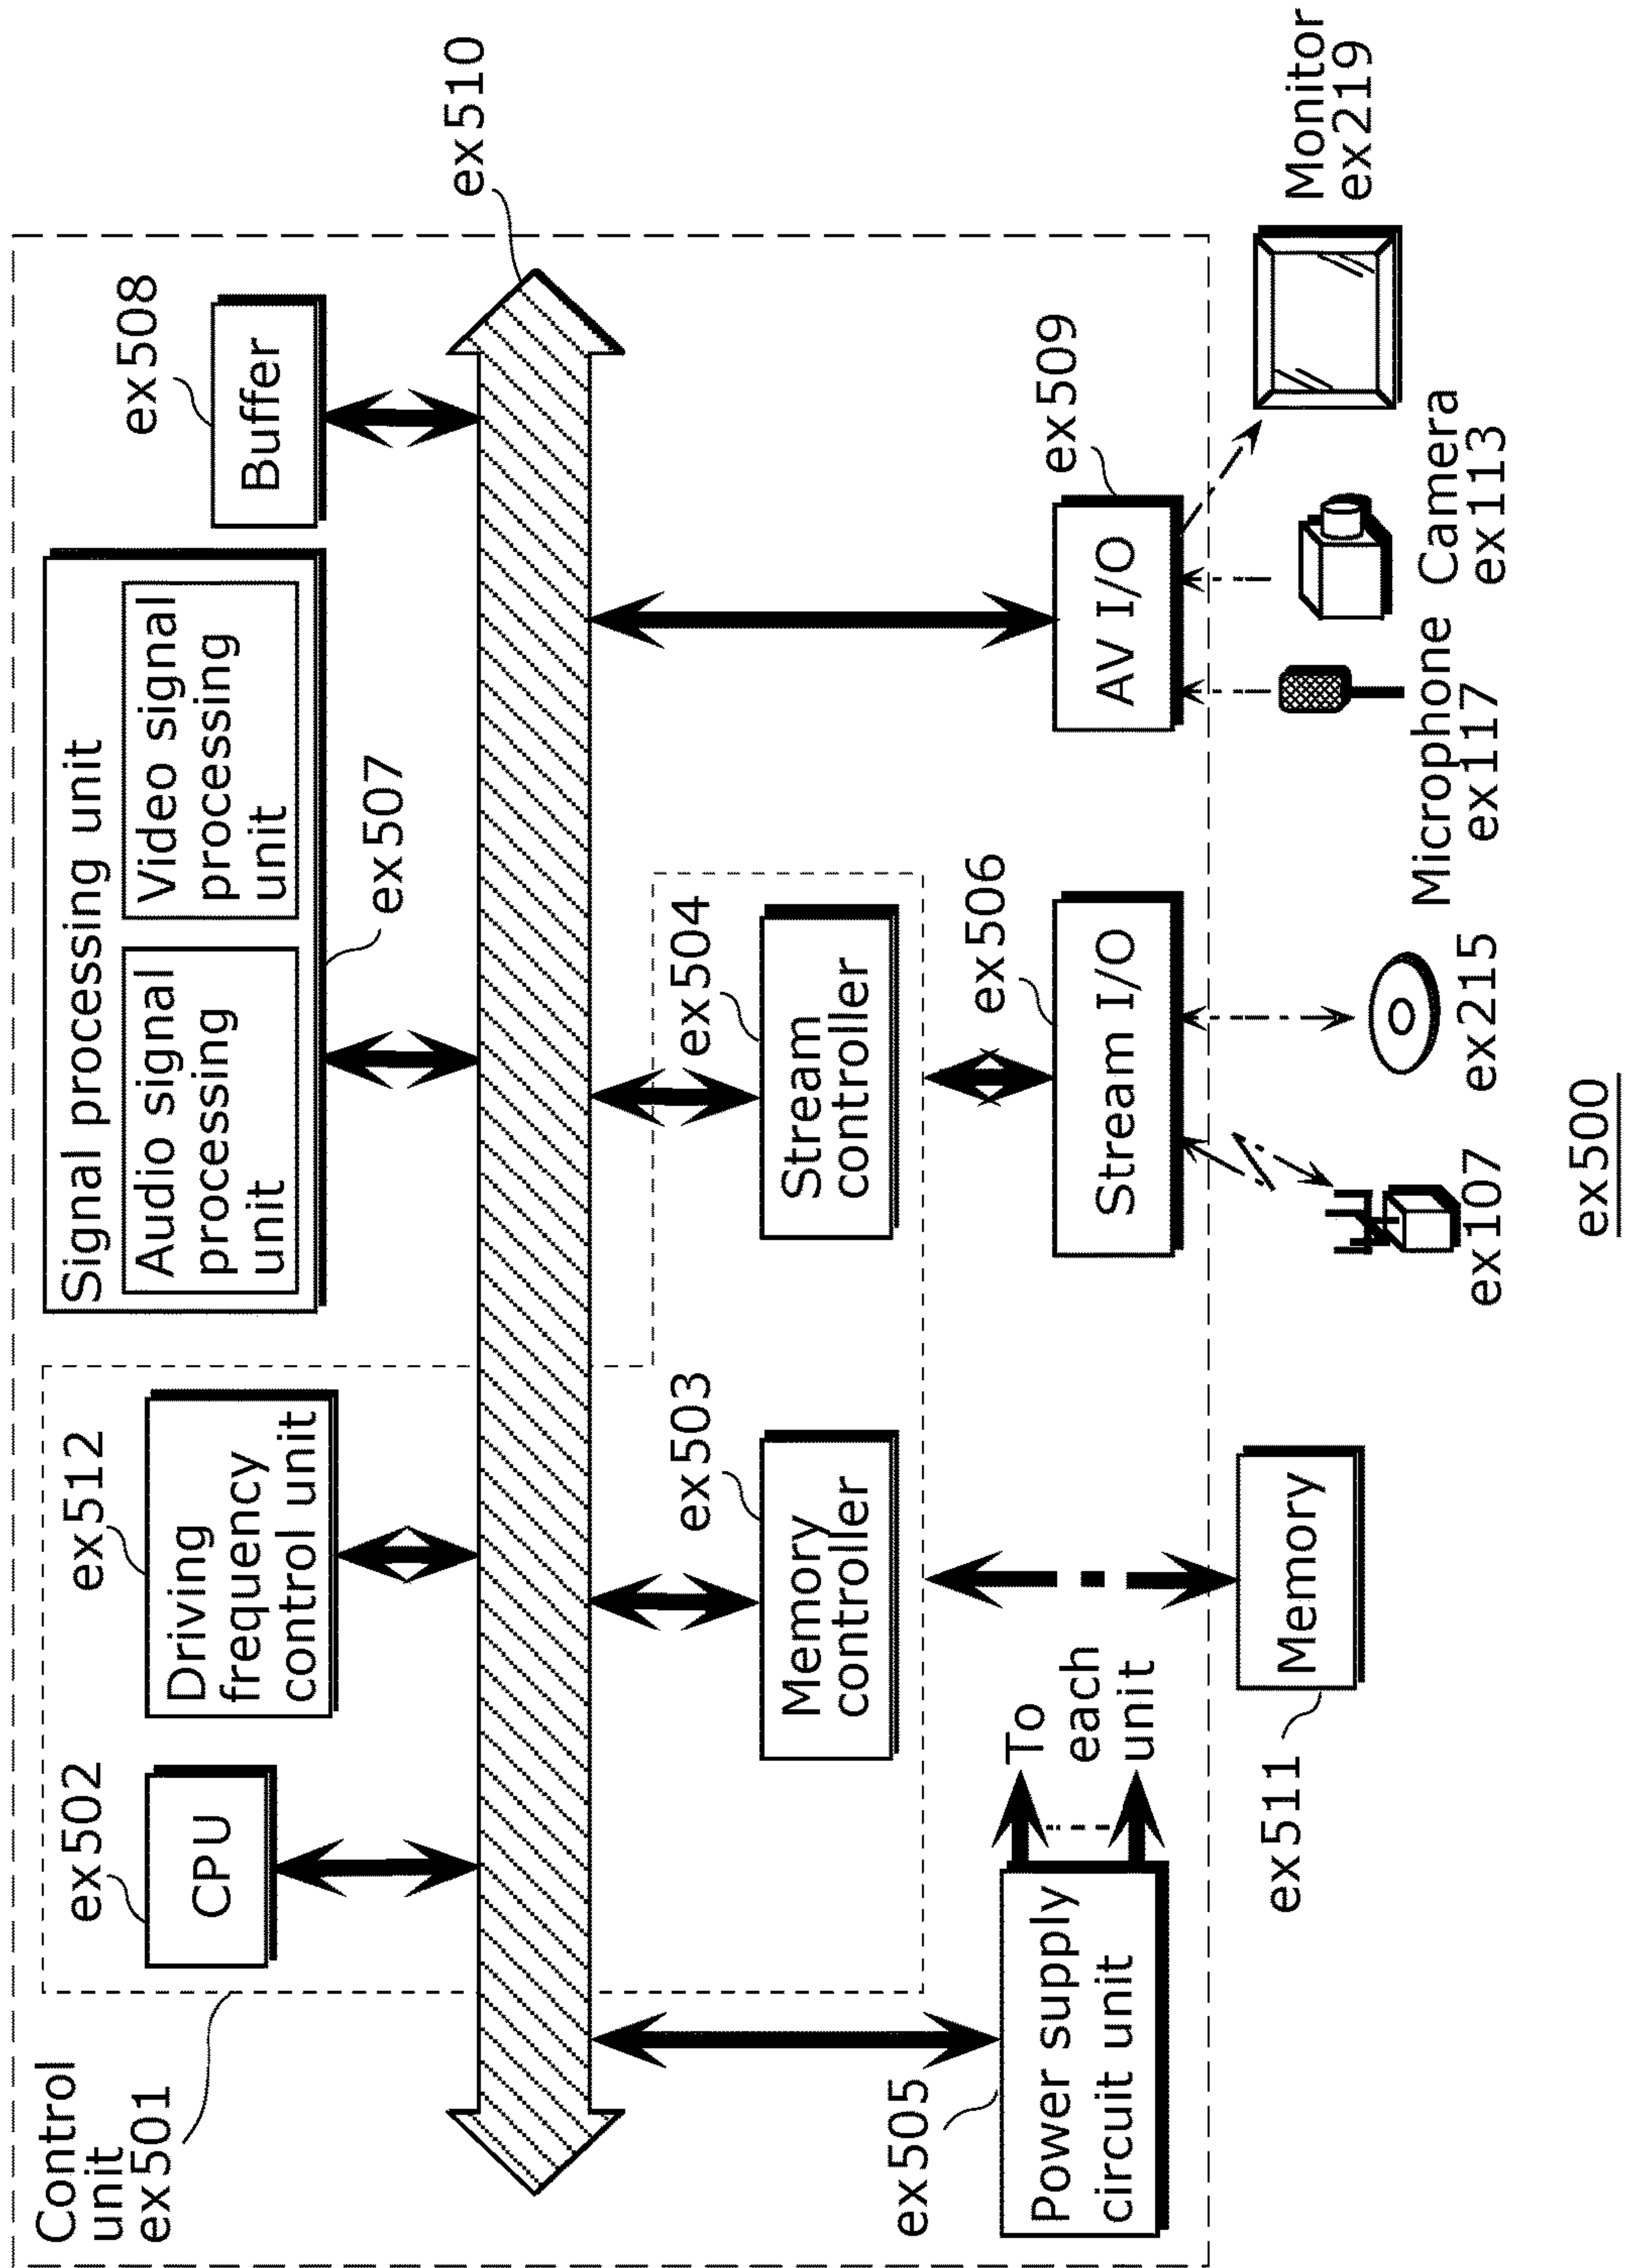 Control
unit
ex501
ex502
CPU
ex512
Driving
frequency
control unit
Signal processing unit
Audio signal
processing
unit
Video signal
processing
unit
ex507
ex508
Buffer
ex510
ex503
Memory
controller
ex504
Stream
controller
ex505
Power supply
circuit unit
To
each
unit
ex506
Stream I/O
ex509
AV I/O
ex511
Memory
ex107
ex215
Microphone
ex117
Camera
ex113
Monitor
ex219
ex500